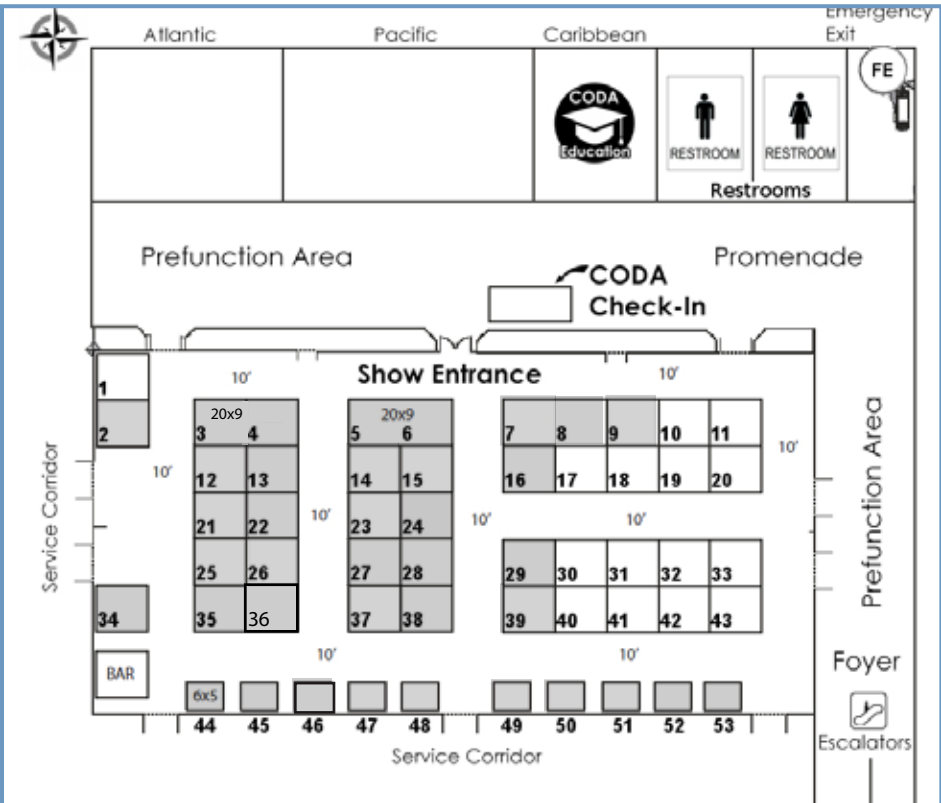 Emergency
Atlantic Pacific Caribbean Exit
FE
CODA
Education
RESTROOM RESTROOM
Restrooms
Prefunction Area Promenade
CODA
Check-In
Show Entrance
10' 10'
1
20x9 20x9
2 3 4 5 6 7 8 9 10 11
10'
Prefunction Area
Service Corridor
10'
12 13 14 15 16 17 18 19 20
10' 10' 10'
21 22 23 24
25 26 27 28 29 30 31 32 33
34 35 36 37 38 39 40 41 42 43
10' 10'
BAR
Foyer
6x5
44 45 46 47 48 49 50 51 52 53
Escalators
Service Corridor